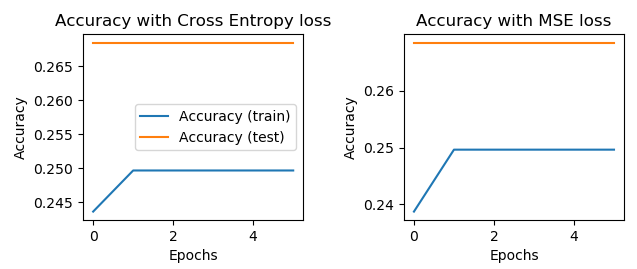 Accuracy with Cross Entropy loss
0.265
0.260
0.255
0.250
0.245
Accuracy
Accuracy (train)
Accuracy (test)
0 2 4
Epochs
Accuracy with MSE loss
0.26
0.25
0.24
Accuracy
0 2 4
Epochs